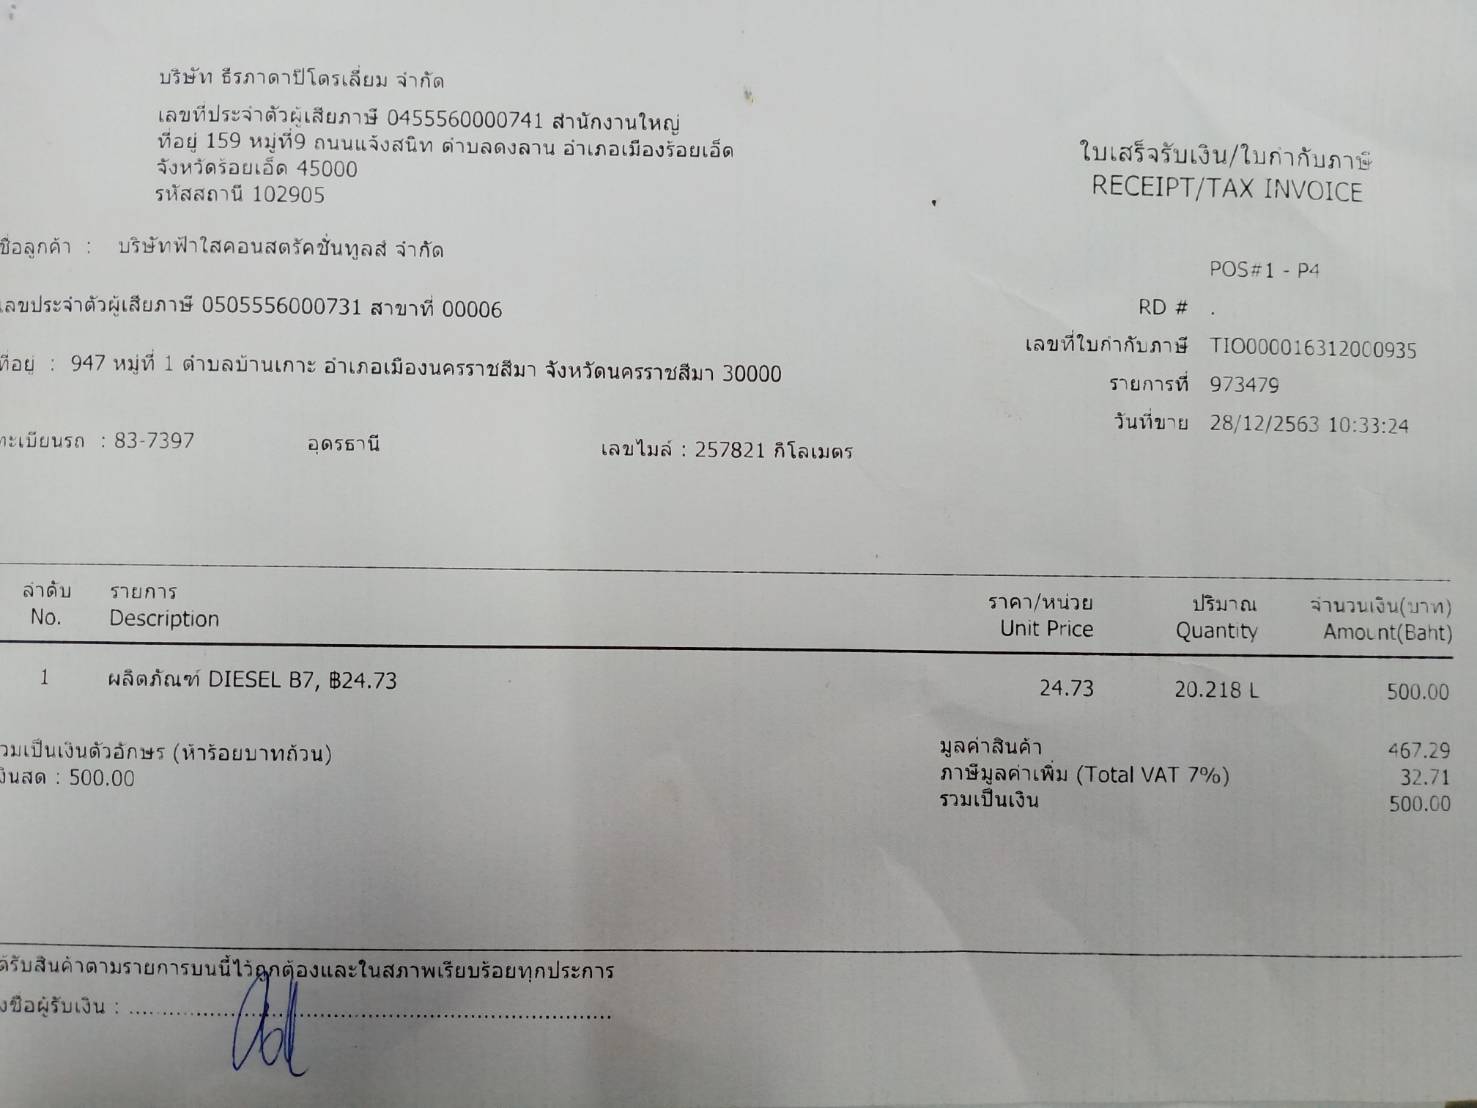 บริษัท ธีรภาดาปิโตรเลี่ยม จำกัด
เลขที่ประจำตัวผู้เสียภาษี 0455560000741 สำนักงานใหญ่
ที่อยู่ 159 หมู่ที่9 ถนนแจ้งสนิท ตำบลดงลาน อำเภอเมืองร้อยเอ็ด
จังหวัดร้อยเอ็ด 45000
รหัสสถานี 102905
ใบเสร็จรับเงิน/ใบกำกับภาษี
RECEIPT/TAX INVOICE
ชื่อลูกค้า : บริษัทฟ้าใสคอนสตรัคชั่นทูลส์ จำกัด
POS#1 - P4
เลขประจำตัวผู้เสียภาษี 0505556000731 สาขาที่ 00006
RD # .
เลขที่ใบกำกับภาษี TIO000016312000935
ที่อยู่ : 947 หมู่ที่ 1 ตำบลบ้านเกาะ อำเภอเมืองนครราชสีมา จังหวัดนครราชสีมา 30000
รายการที่ 973479
วันที่ขาย 28/12/2563 10:33:24
ทะเบียนรถ : 83-7397 อุดรธานี เลขไมล์ : 257821 กิโลเมตร
ลำดับ รายการ ราคา/หน่วย ปริมาณ จำนวนเงิน(บาท)
No. Description Unit Price Quantity Amount(Baht)
1 ผลิตภัณฑ์ DIESEL B7, ฿24.73 24.73 20.218 L 500.00
รวมเป็นเงินตัวอักษร (ห้าร้อยบาทถ้วน) มูลค่าสินค้า 467.29
เงินสด : 500.00 ภาษีมูลค่าเพิ่ม (Total VAT 7%) 32.71
รวมเป็นเงิน 500.00
ได้รับสินค้าตามรายการบนนี้ไว้ถูกต้องและในสภาพเรียบร้อยทุกประการ
ลงชื่อผู้รับเงิน : ............................................................